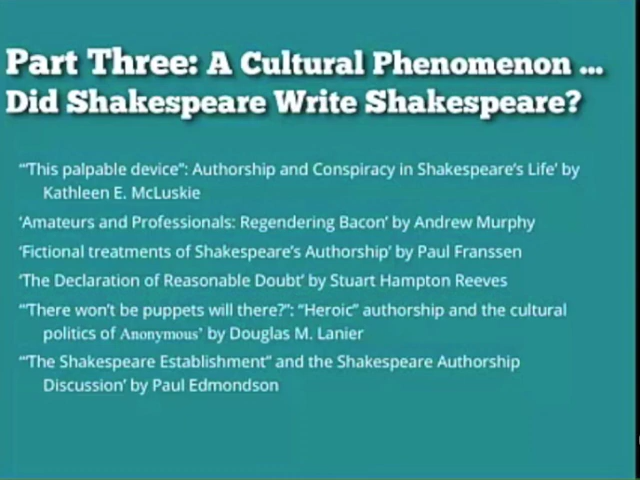 Part Three: A Cultural Phenomenon ...
Did Shakespeare Write Shakespeare?
‘“This palpable device”: Authorship and Conspiracy in Shakespeare’s Life’ by
Kathleen E. McLuskie
‘Amateurs and Professionals: Regendering Bacon’ by Andrew Murphy
‘Fictional treatments of Shakespeare’s Authorship’ by Paul Franssen
‘The Declaration of Reasonable Doubt’ by Stuart Hampton Reeves
‘“There won’t be puppets will there?”: “Heroic” authorship and the cultural
politics of Anonymous’ by Douglas M. Lanier
‘“The Shakespeare Establishment” and the Shakespeare Authorship
Discussion’ by Paul Edmondson